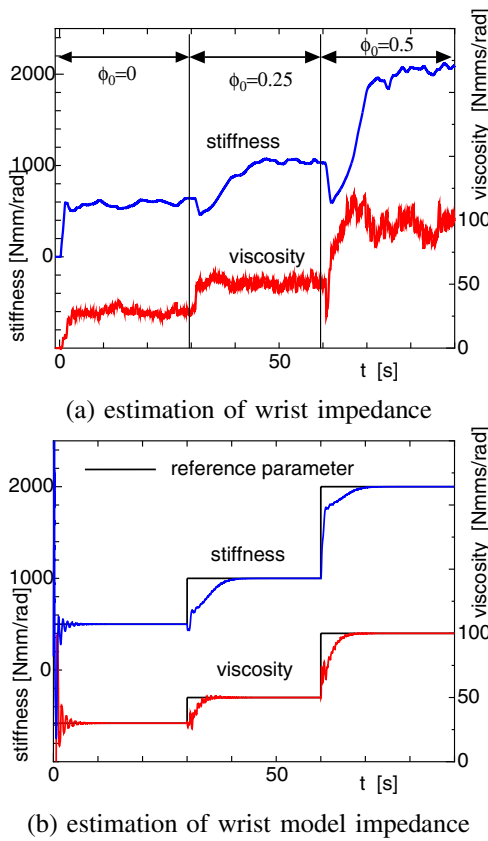 2000
1000
0
stiffness [Nmm/rad]
ϕ0=0
ϕ0=0.25
ϕ0=0.5
stiffness
viscosity
viscosity [Nmms/rad]
100
50
0
0
50
t [s]
(a) estimation of wrist impedance
2000
1000
0
stiffness [Nmm/rad]
reference parameter
stiffness
viscosity
viscosity [Nmms/rad]
100
50
0
0
50
t [s]
(b) estimation of wrist model impedance